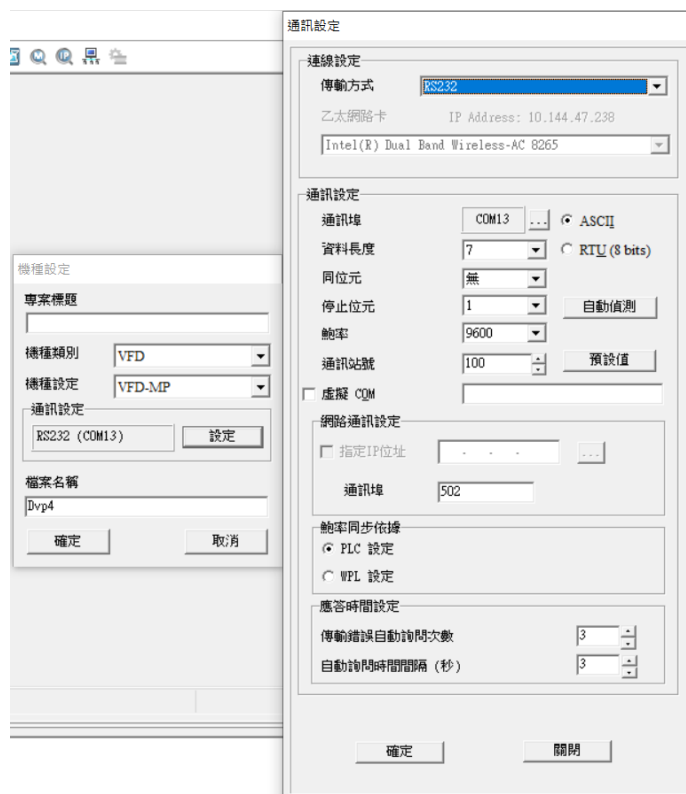 通訊設定
連線設定
傳輸方式 RS232
乙太網路卡 IP Address: 10.144.47.238
Intel(R) Dual Band Wireless-AC 8265
通訊設定
通訊埠 COM13 ... ASCII
資料長度 7 RTU (8 bits)
同位元 無
停止位元 1 自動偵測
鮑率 9600
通訊站號 100 預設值
虛擬 COM
網路通訊設定
指定IP位址 . . . ...
通訊埠 502
鮑率同步依據
PLC 設定
WPL 設定
應答時間設定
傳輸錯誤自動詢問次數 3
自動詢問時間間隔 (秒) 3
確定 關閉
機種設定
專案標題
機種類別 VFD
機種設定 VFD-MP
通訊設定
RS232 (COM13) 設定
檔案名稱
Dvp4
確定 取消